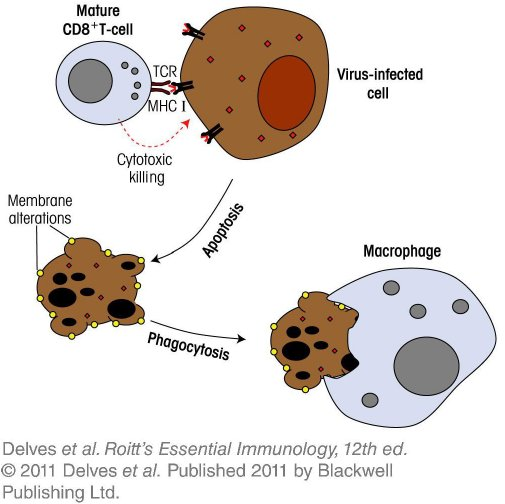 Mature
CD8⁺T-cell
TCR
MHC I
Virus-infected
cell
Cytotoxic
killing
Membrane
alterations
Apoptosis
Macrophage
Phagocytosis
Delves et al. Roitt's Essential Immunology, 12th ed.
© 2011 Delves et al. Published 2011 by Blackwell
Publishing Ltd.